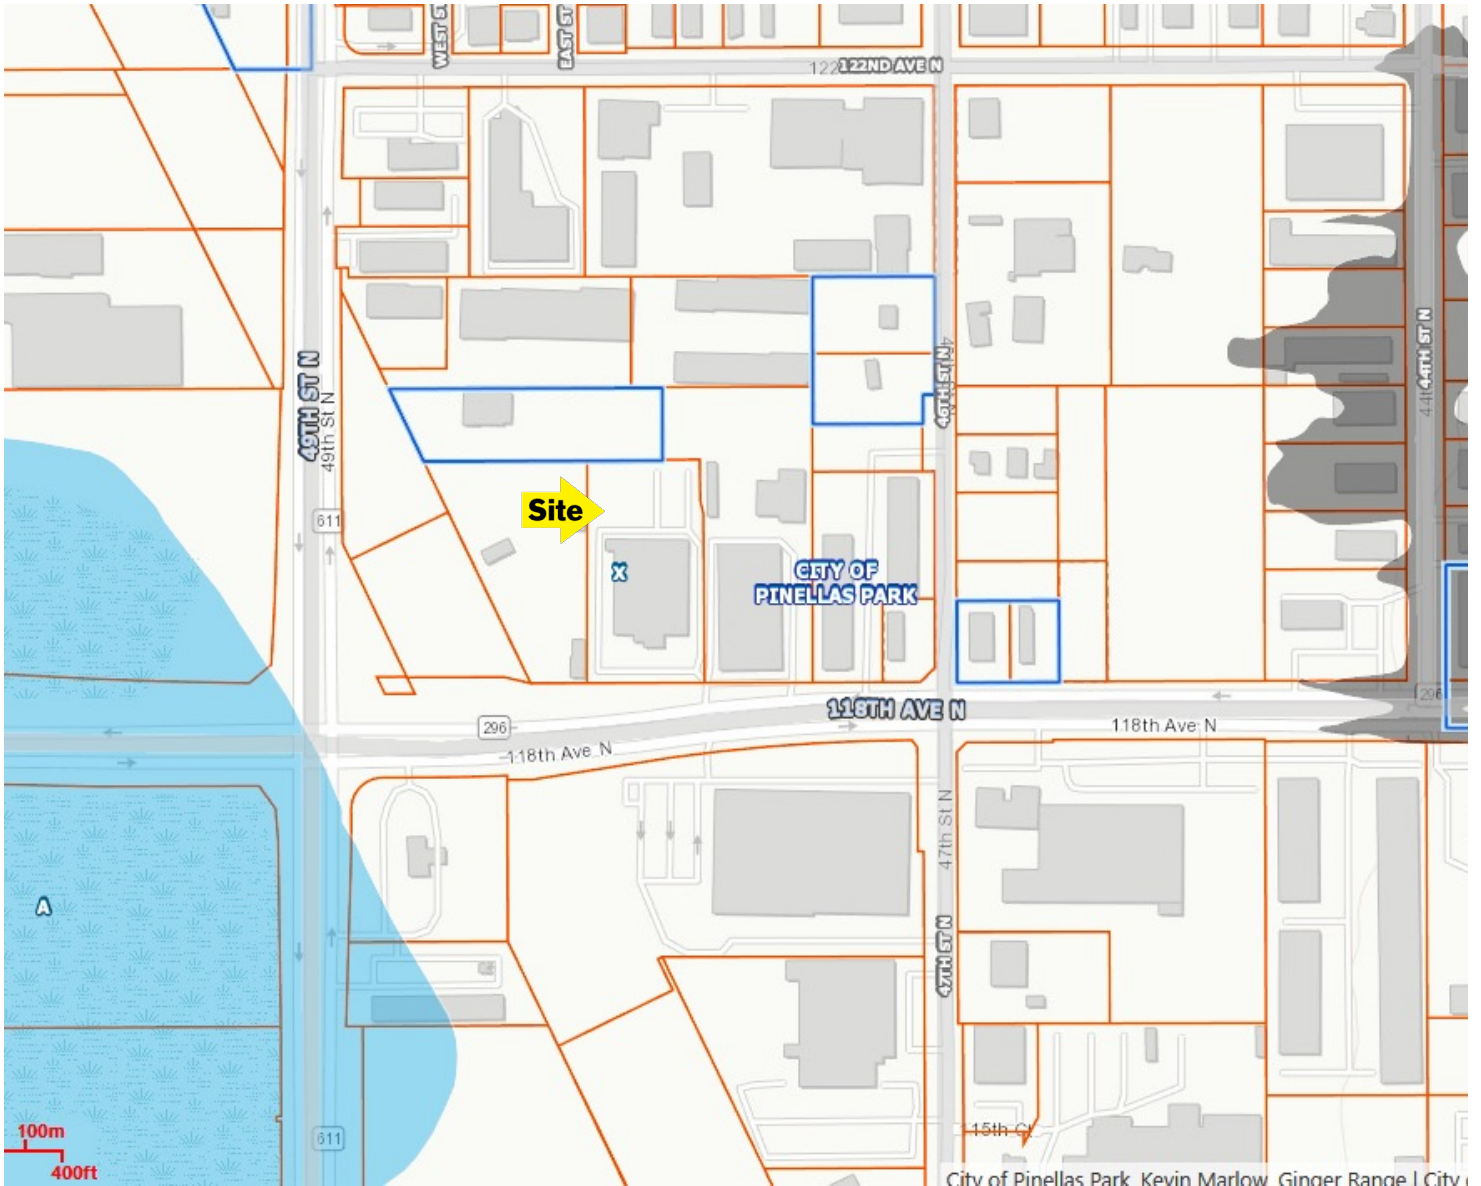 WEST ST
EAST ST
122
122ND AVE N
49TH ST N
49th St N
46TH ST N
44TH ST N
611
Site
X
CITY OF
PINELLAS PARK
296
118TH AVE N
296
118th Ave N
118th Ave N
47th St N
A
47TH ST N
115th Ct
611
100m
400ft
City of Pinellas Park, Kevin Marlow, Ginger Range | City